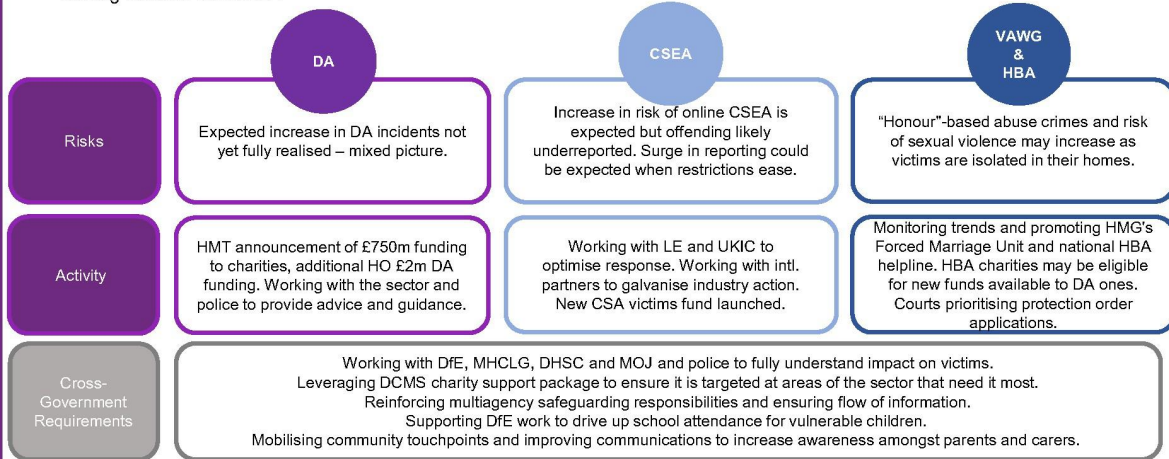 DA
CSEA
VAWG
&
HBA
Risks
Expected increase in DA incidents not
yet fully realised – mixed picture.
Increase in risk of online CSEA is
expected but offending likely
underreported. Surge in reporting could
be expected when restrictions ease.
“Honour”-based abuse crimes and risk
of sexual violence may increase as
victims are isolated in their homes.
Activity
HMT announcement of £750m funding
to charities, additional HO £2m DA
funding. Working with the sector and
police to provide advice and guidance.
Working with LE and UKIC to
optimise response. Working with intl.
partners to galvanise industry action.
New CSA victims fund launched.
Monitoring trends and promoting HMG's
Forced Marriage Unit and national HBA
helpline. HBA charities may be eligible
for new funds available to DA ones.
Courts prioritising protection order
applications.
Cross-
Government
Requirements
Working with DfE, MHCLG, DHSC and MOJ and police to fully understand impact on victims.
Leveraging DCMS charity support package to ensure it is targeted at areas of the sector that need it most.
Reinforcing multiagency safeguarding responsibilities and ensuring flow of information.
Supporting DfE work to drive up school attendance for vulnerable children.
Mobilising community touchpoints and improving communications to increase awareness amongst parents and carers.